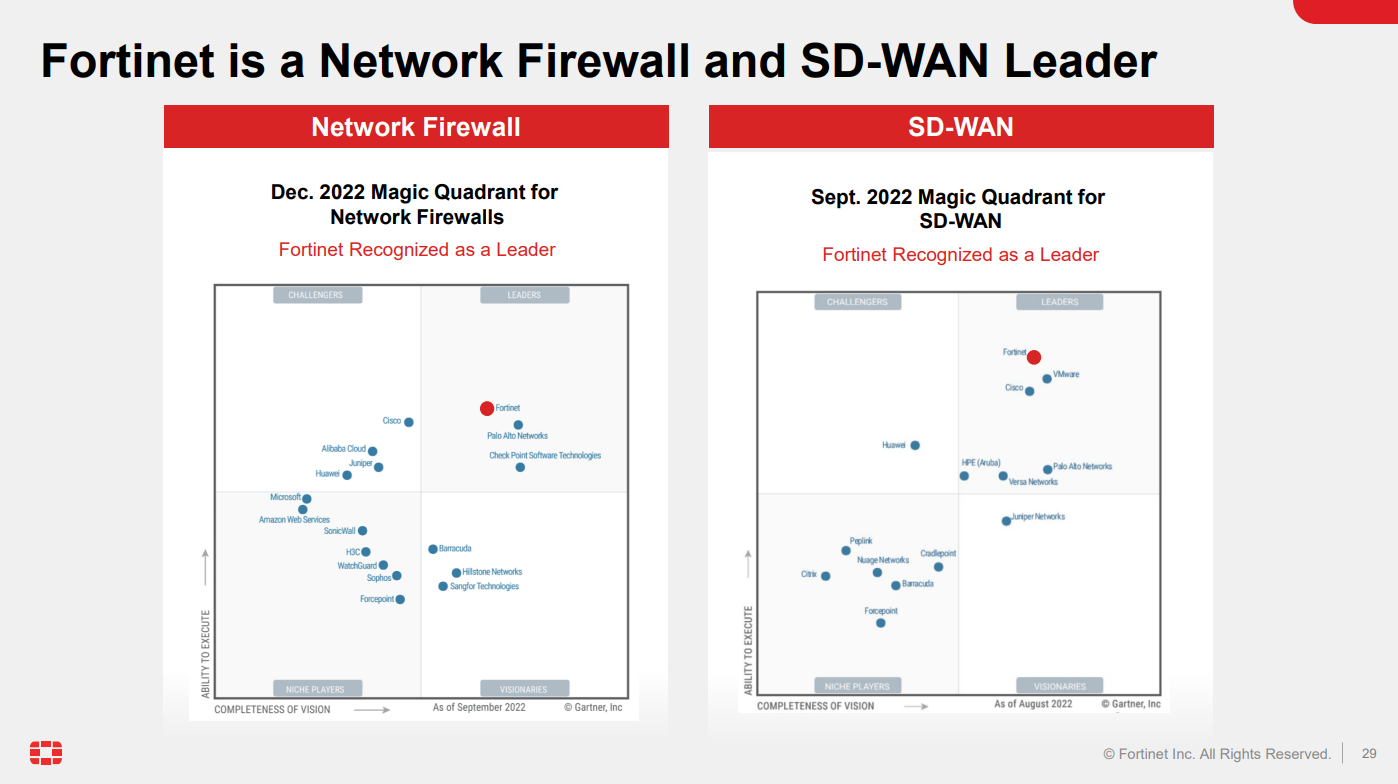 Fortinet is a Network Firewall and SD-WAN Leader
Network Firewall
Dec. 2022 Magic Quadrant for
Network Firewalls
Fortinet Recognized as a Leader
CHALLENGERS
LEADERS
Fortinet
Cisco
Palo Alto Networks
Alibaba Cloud
Check Point Software Technologies
Juniper
Huawei
Microsoft
Amazon Web Services
SonicWall
H3C
Barracuda
WatchGuard
Hillstone Networks
Sophos
Sangfor Technologies
Forcepoint
ABILITY TO EXECUTE
NICHE PLAYERS
VISIONARIES
COMPLETENESS OF VISION
As of September 2022
© Gartner, Inc
SD-WAN
Sept. 2022 Magic Quadrant for
SD-WAN
Fortinet Recognized as a Leader
CHALLENGERS
LEADERS
Fortinet
VMware
Cisco
Huawei
HPE (Aruba)
Palo Alto Networks
Versa Networks
Juniper Networks
Peplink
Cradlepoint
Nuage Networks
Citrix
Barracuda
Forcepoint
ABILITY TO EXECUTE
NICHE PLAYERS
VISIONARIES
COMPLETENESS OF VISION
As of August 2022
© Gartner, Inc
© Fortinet Inc. All Rights Reserved.
29